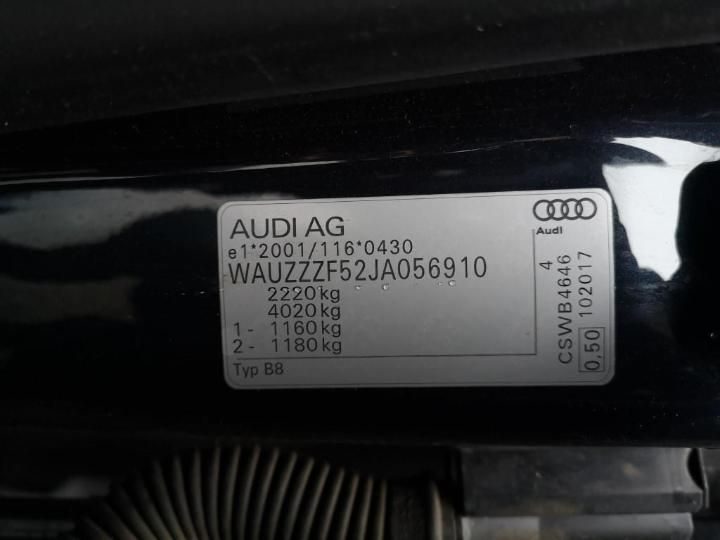 AUDI AG
Audi
e1*2001/116*0430
WAUZZZF52JA056910
2220 kg
4020 kg
1 - 1160 kg
2 - 1180 kg
Typ B8
4
CSWB4646
0,50 102017